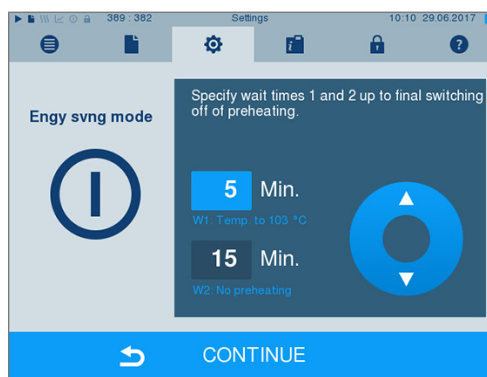 389 : 382 Settings 10:10 29.06.2017
Engy svng mode
Specify wait times 1 and 2 up to final switching
off of preheating.
5 Min.
W1: Temp. to 103 °C
15 Min.
W2: No preheating
CONTINUE